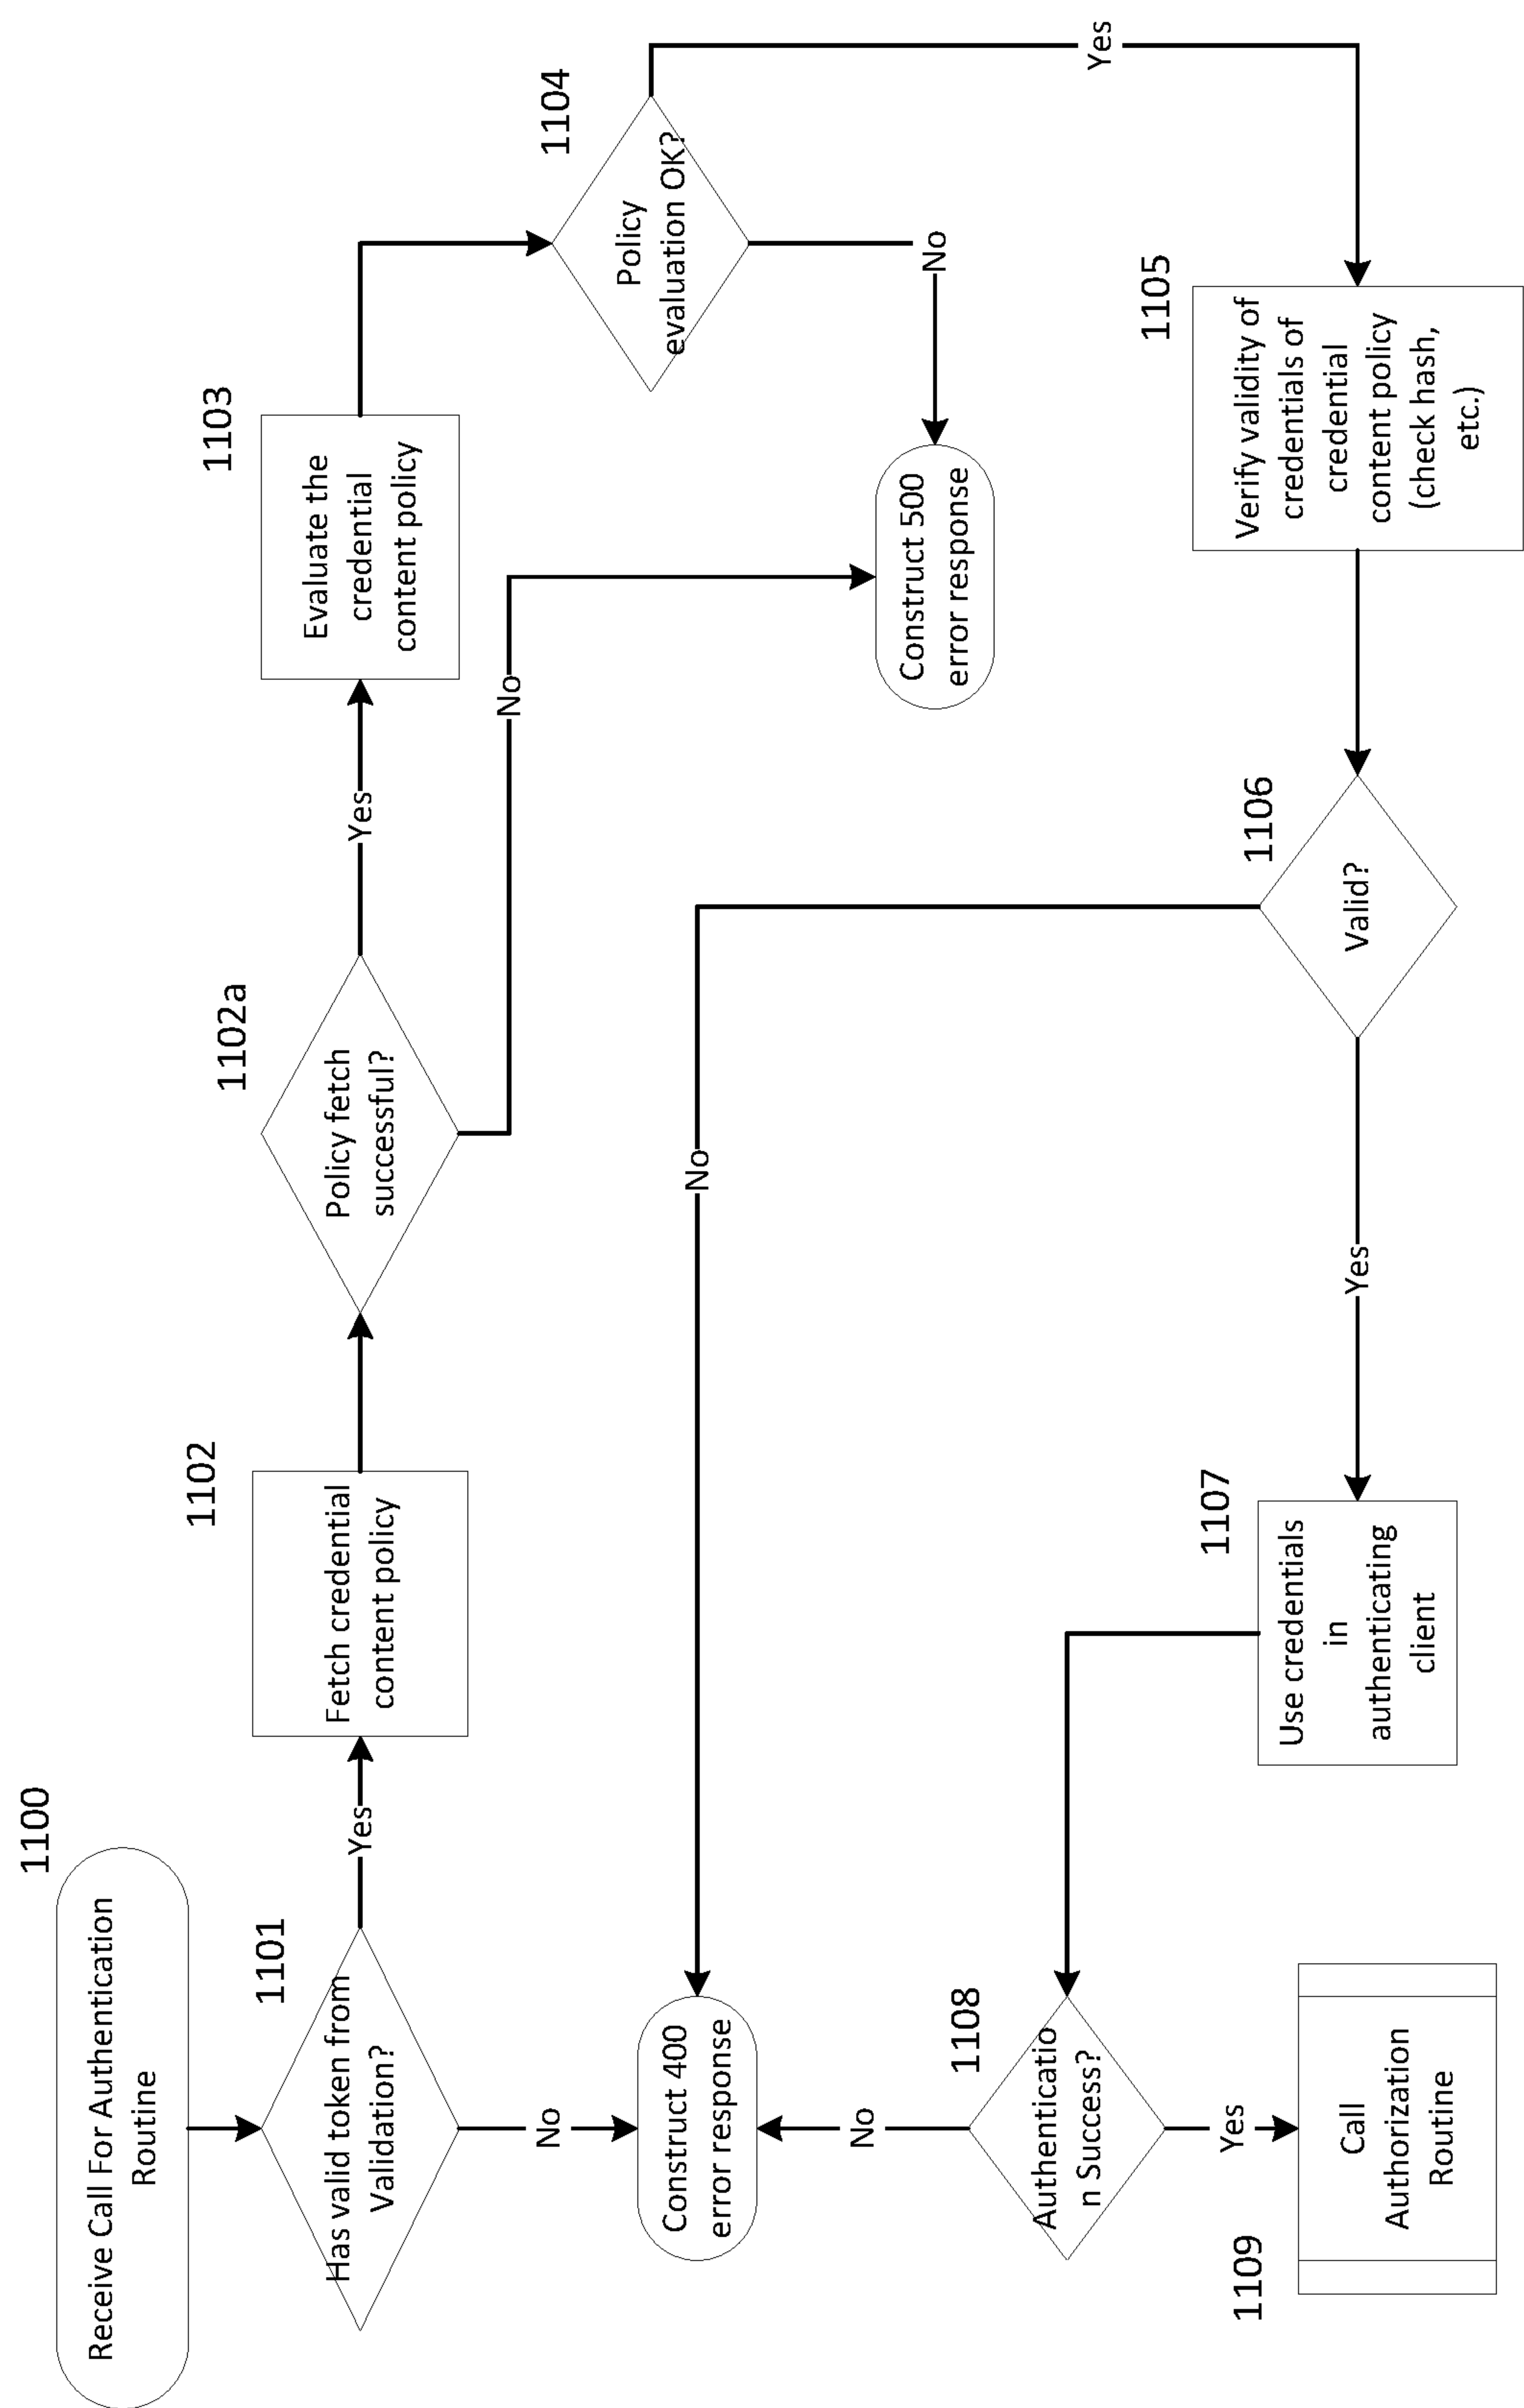 1100
Receive Call For Authentication
Routine
1101
Has valid token from
Validation?
Yes
No
1102
Fetch credential
content policy
1102a
Policy fetch
successful?
Yes
No
1103
Evaluate the
credential
content policy
1104
Policy
evaluation OK?
No
Yes
Construct 500
error response
1105
Verify validity of
credentials of
credential
content policy
(check hash,
etc.)
1106
Valid?
No
Yes
Construct 400
error response
1107
Use credentials
in
authenticating
client
1108
Authenticatio
n Success?
No
Yes
1109
Call
Authorization
Routine